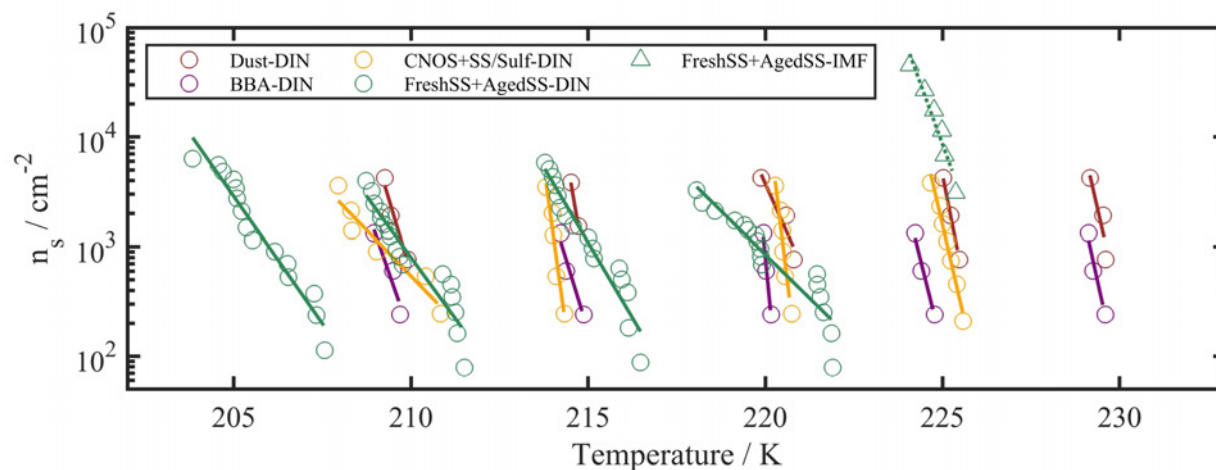 10^5
Dust-DIN CNOS+SS/Sulf-DIN FreshSS+AgedSS-IMF
BBA-DIN FreshSS+AgedSS-DIN
10^4
n_s / cm^-2
10^3
10^2
205 210 215 220 225 230
Temperature / K